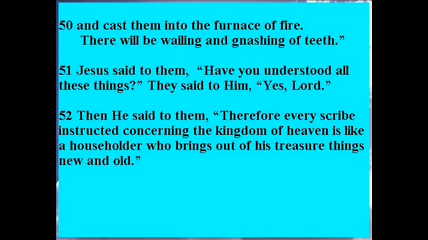 50 and cast them into the furnace of fire.
There will be wailing and gnashing of teeth.”
51 Jesus said to them, “Have you understood all
these things?” They said to Him, “Yes, Lord.”
52 Then He said to them, “Therefore every scribe
instructed concerning the kingdom of heaven is like
a householder who brings out of his treasure things
new and old.”